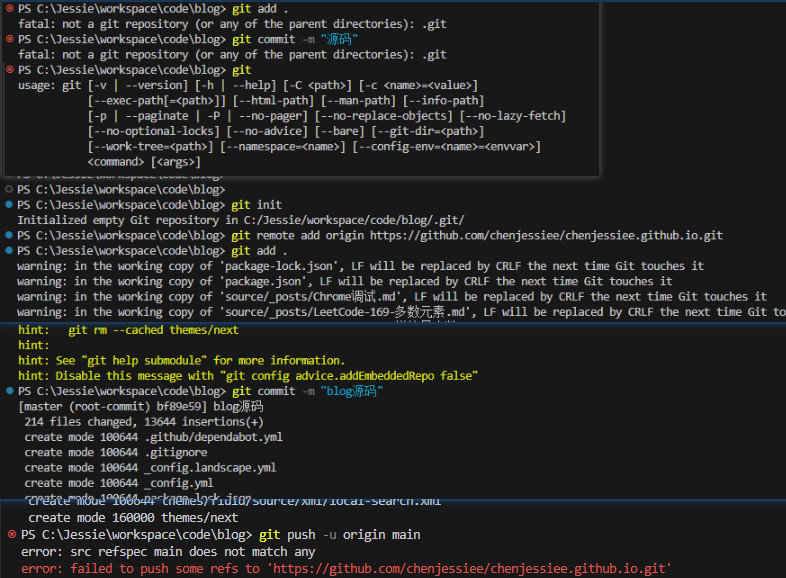 PS C:\Jessie\workspace\code\blog> git add .
fatal: not a git repository (or any of the parent directories): .git
PS C:\Jessie\workspace\code\blog> git commit -m "源码"
fatal: not a git repository (or any of the parent directories): .git
PS C:\Jessie\workspace\code\blog> git
usage: git [-v | --version] [-h | --help] [-C <path>] [-c <name>=<value>]
[--exec-path[=<path>]] [--html-path] [--man-path] [--info-path]
[-p | --paginate | -P | --no-pager] [--no-replace-objects] [--no-lazy-fetch]
[--no-optional-locks] [--no-advice] [--bare] [--git-dir=<path>]
[--work-tree=<path>] [--namespace=<name>] [--config-env=<name>=<envvar>]
<command> [<args>]
PS C:\Jessie\workspace\code\blog>
PS C:\Jessie\workspace\code\blog> git init
Initialized empty Git repository in C:/Jessie/workspace/code/blog/.git/
PS C:\Jessie\workspace\code\blog> git remote add origin https://github.com/chenjessiee/chenjessiee.github.io.git
PS C:\Jessie\workspace\code\blog> git add .
warning: in the working copy of 'package-lock.json', LF will be replaced by CRLF the next time Git touches it
warning: in the working copy of 'package.json', LF will be replaced by CRLF the next time Git touches it
warning: in the working copy of 'source/_posts/Chrome调试.md', LF will be replaced by CRLF the next time Git touches it
warning: in the working copy of 'source/_posts/LeetCode-169-多数元素.md', LF will be replaced by CRLF the next time Git to
hint: git rm --cached themes/next
hint:
hint: See "git help submodule" for more information.
hint: Disable this message with "git config advice.addEmbeddedRepo false"
PS C:\Jessie\workspace\code\blog> git commit -m "blog源码"
[master (root-commit) bf89e59] blog源码
214 files changed, 13644 insertions(+)
create mode 100644 .github/dependabot.yml
create mode 100644 .gitignore
create mode 100644 _config.landscape.yml
create mode 100644 _config.yml
create mode 100644 package-lock.json
create mode 100644 themes/fluid/source/xml/local-search.xml
create mode 160000 themes/next
PS C:\Jessie\workspace\code\blog> git push -u origin main
error: src refspec main does not match any
error: failed to push some refs to 'https://github.com/chenjessiee/chenjessiee.github.io.git'